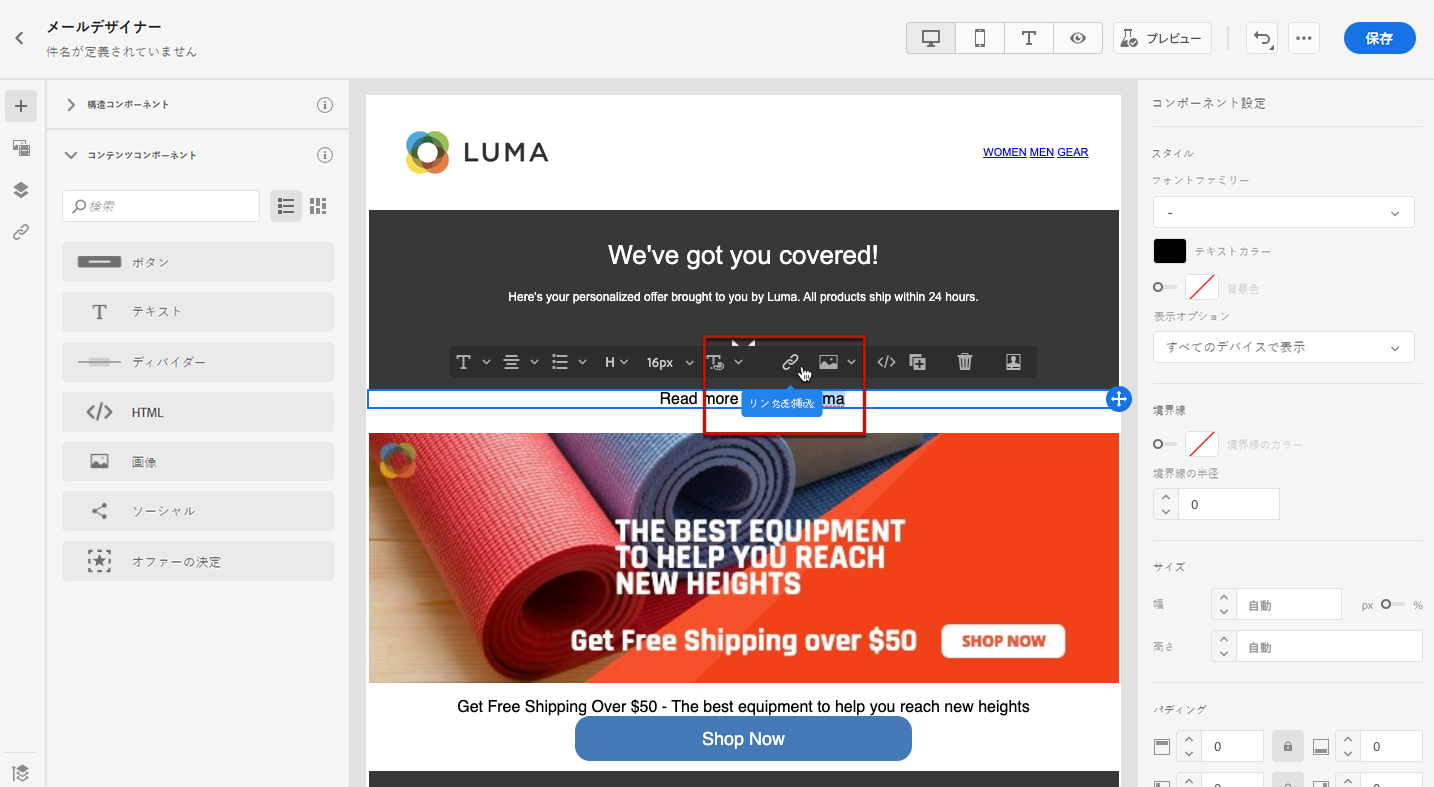 メールデザイナー
件名が定義されていません
プレビュー
保存
構造コンポーネント
コンテンツコンポーネント
検索
ボタン
テキスト
ディバイダー
HTML
画像
ソーシャル
オファーの決定
LUMA
WOMEN MEN GEAR
We've got you covered!
Here's your personalized offer brought to you by Luma. All products ship within 24 hours.
H
16px
Read more
ma
リンクを挿入
THE BEST EQUIPMENT
TO HELP YOU REACH
NEW HEIGHTS
Get Free Shipping over $50
SHOP NOW
Get Free Shipping Over $50 - The best equipment to help you reach new heights
Shop Now
コンポーネント設定
スタイル
フォントファミリー
-
テキストカラー
背景色
表示オプション
すべてのデバイスで表示
境界線
境界線のカラー
境界線の半径
0
サイズ
幅
自動
px
%
高さ
自動
パディング
0
0